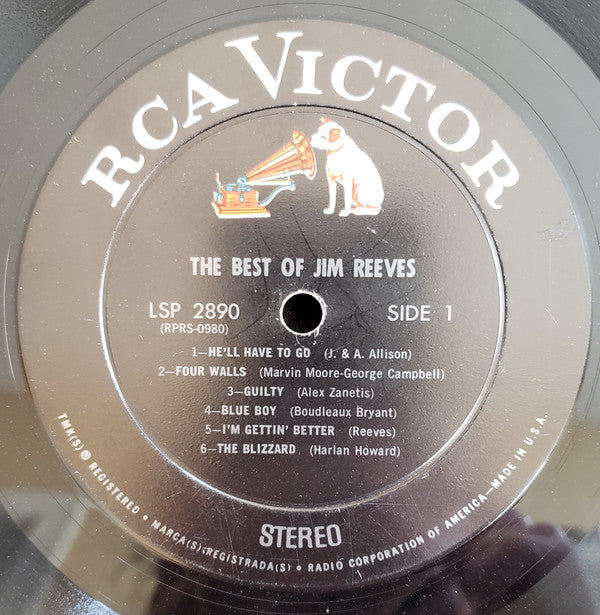 RCA VICTOR
THE BEST OF JIM REEVES
LSP 2890
(RPRS-0980)
SIDE 1
1—HE'LL HAVE TO GO (J. & A. Allison)
2—FOUR WALLS (Marvin Moore-George Campbell)
3—GUILTY (Alex Zanetis)
4—BLUE BOY (Boudleaux Bryant)
5—I'M GETTIN' BETTER (Reeves)
6—THE BLIZZARD (Harlan Howard)
STEREO
TMK(S) ® REGISTERED • MARCA(S) REGISTRADA(S) • RADIO CORPORATION OF AMERICA—MADE IN U.S.A.